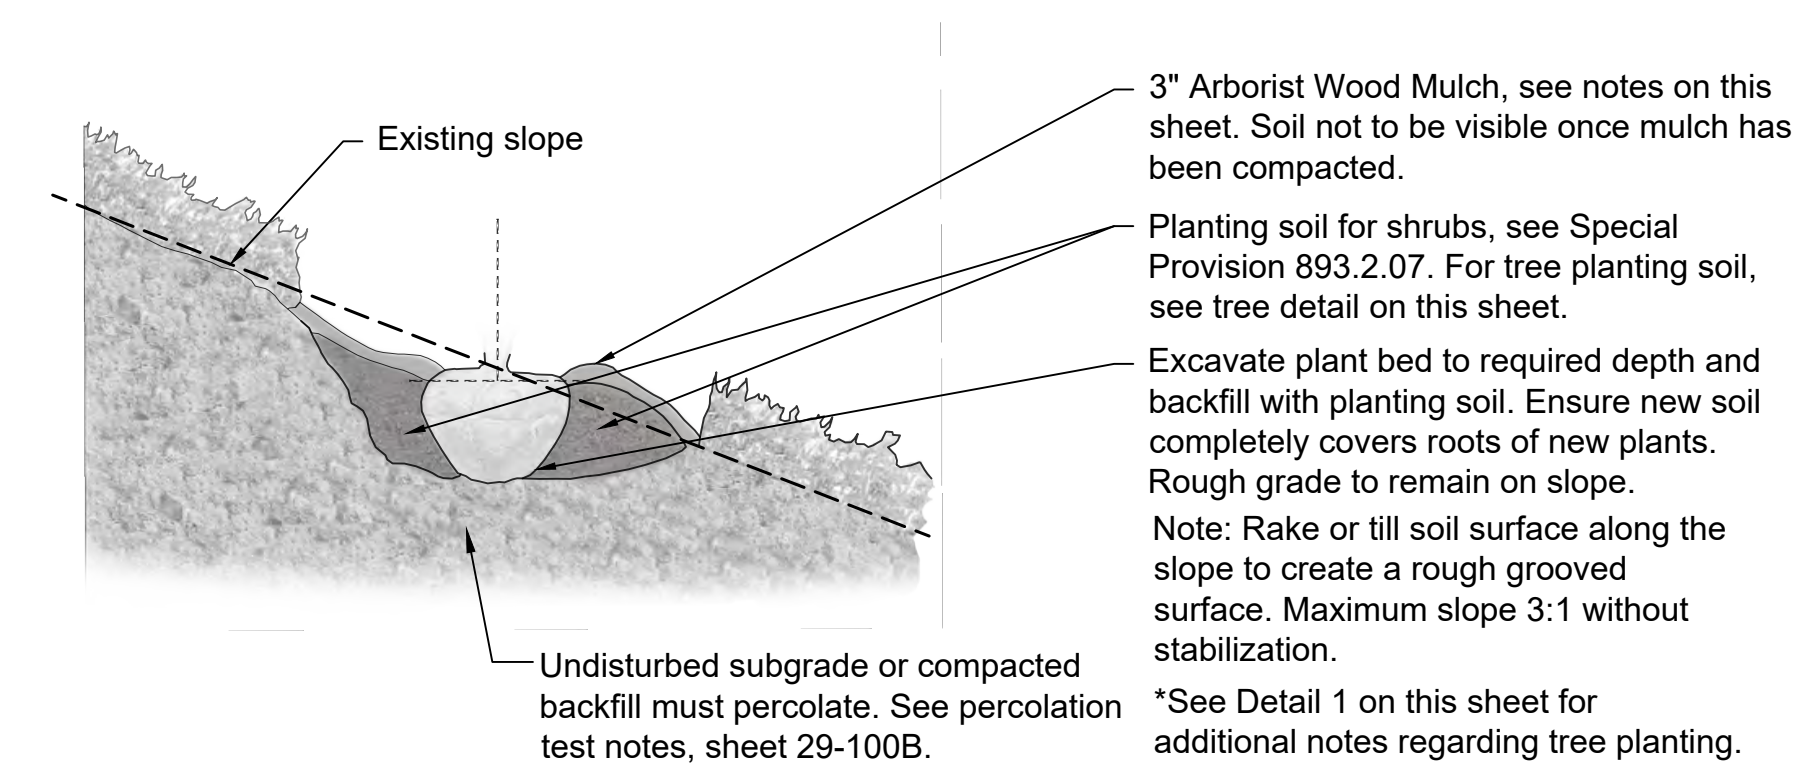 Existing slope
3" Arborist Wood Mulch, see notes on this
sheet. Soil not to be visible once mulch has
been compacted.
Planting soil for shrubs, see Special
Provision 893.2.07. For tree planting soil,
see tree detail on this sheet.
Excavate plant bed to required depth and
backfill with planting soil. Ensure new soil
completely covers roots of new plants.
Rough grade to remain on slope.
Note: Rake or till soil surface along the
slope to create a rough grooved
surface. Maximum slope 3:1 without
stabilization.
*See Detail 1 on this sheet for
additional notes regarding tree planting.
Undisturbed subgrade or compacted
backfill must percolate. See percolation
test notes, sheet 29-100B.